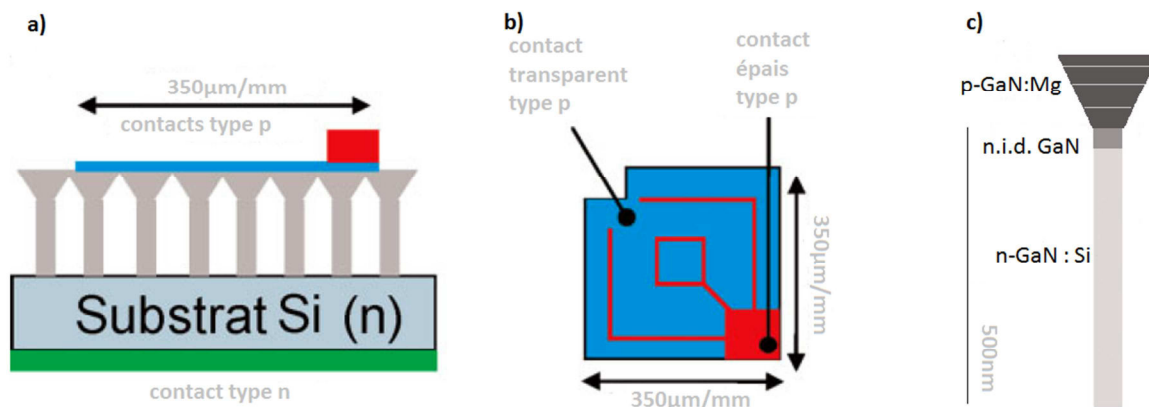 a)
350µm/mm
contacts type p
Substrat Si (n)
contact type n
b)
contact
transparent
type p
contact
épais
type p
350µm/mm
350µm/mm
c)
p-GaN:Mg
n.i.d. GaN
n-GaN : Si
500nm